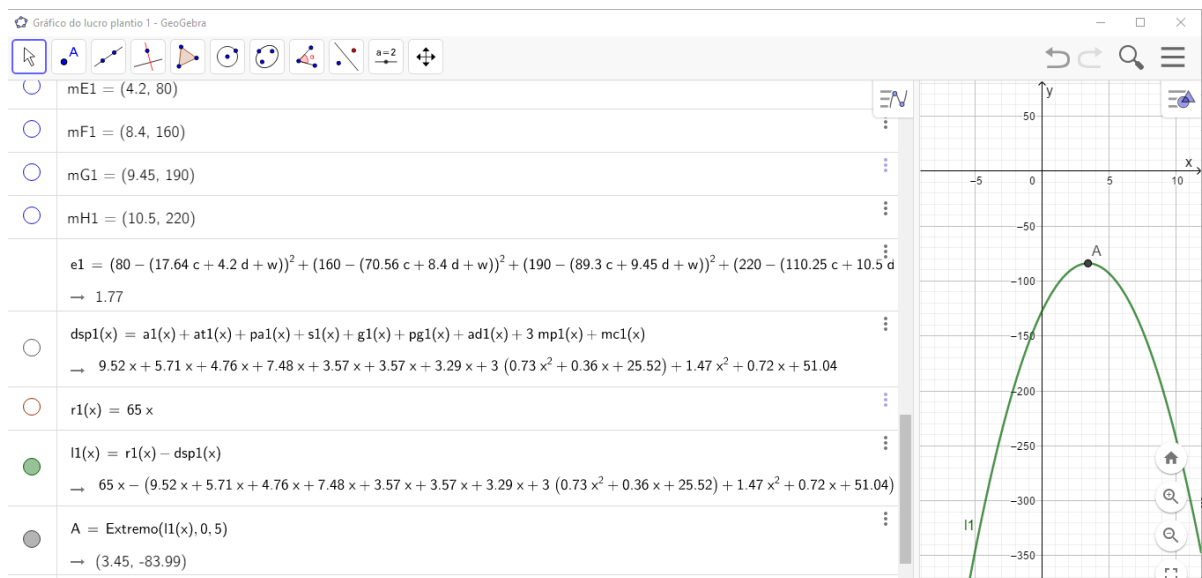 Gráfico do lucro plantio 1 - GeoGebra
A
a=2
mE1 = (4.2, 80)
mF1 = (8.4, 160)
mG1 = (9.45, 190)
mH1 = (10.5, 220)
e1 = (80 − (17.64 c + 4.2 d + w))² + (160 − (70.56 c + 8.4 d + w))² + (190 − (89.3 c + 9.45 d + w))² + (220 − (110.25 c + 10.5 d
→ 1.77
dsp1(x) = a1(x) + at1(x) + pa1(x) + s1(x) + g1(x) + pg1(x) + ad1(x) + 3 mp1(x) + mc1(x)
→ 9.52 x + 5.71 x + 4.76 x + 7.48 x + 3.57 x + 3.57 x + 3.29 x + 3 (0.73 x² + 0.36 x + 25.52) + 1.47 x² + 0.72 x + 51.04
r1(x) = 65 x
l1(x) = r1(x) − dsp1(x)
→ 65 x − (9.52 x + 5.71 x + 4.76 x + 7.48 x + 3.57 x + 3.57 x + 3.29 x + 3 (0.73 x² + 0.36 x + 25.52) + 1.47 x² + 0.72 x + 51.04)
A = Extremo(l1(x), 0, 5)
→ (3.45, -83.99)
y
50
x
−5 0 5 10
−50
A
−100
−150
−200
−250
−300
l1
−350